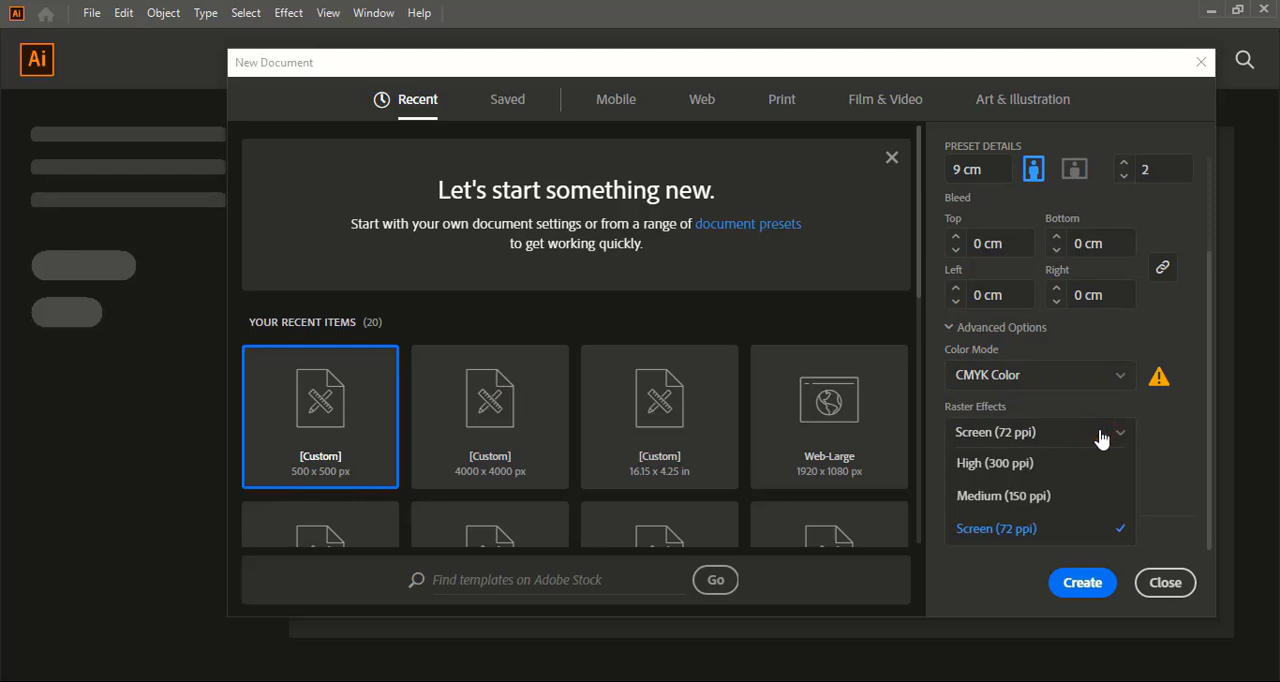 Ai File Edit Object Type Select Effect View Window Help
Ai
New Document
Recent Saved Mobile Web Print Film & Video Art & Illustration
Let's start something new.
Start with your own document settings or from a range of document presets
to get working quickly.
YOUR RECENT ITEMS (20)
[Custom]
500 x 500 px
[Custom]
4000 x 4000 px
[Custom]
16.15 x 4.25 in
Web-Large
1920 x 1080 px
Find templates on Adobe Stock Go
PRESET DETAILS
9 cm 2
Bleed
Top Bottom
0 cm 0 cm
Left Right
0 cm 0 cm
Advanced Options
Color Mode
CMYK Color
Raster Effects
Screen (72 ppi)
High (300 ppi)
Medium (150 ppi)
Screen (72 ppi)
Create Close